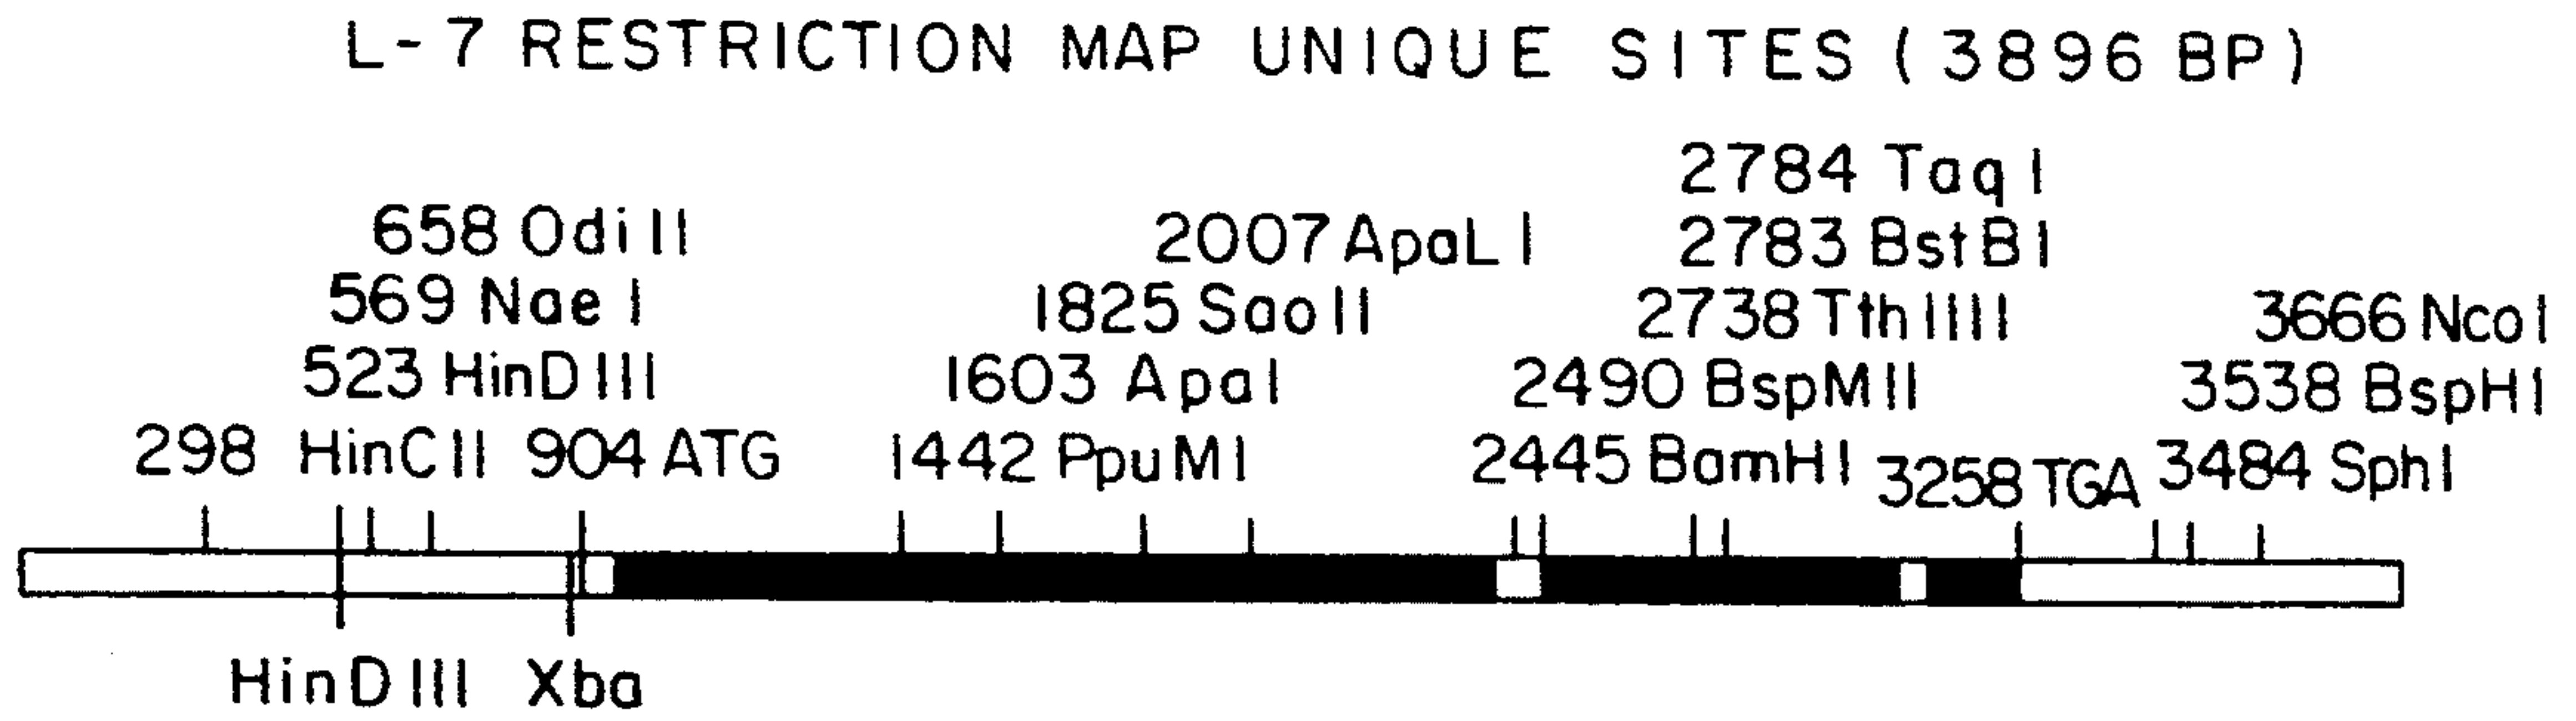 L-7 RESTRICTION MAP UNIQUE SITES (3896 BP)
2784 Taq I
658 Odi II
2007 ApaL I
2783 BstB I
569 Nae I
1825 Sao II
2738 Tth IIII
3666 Nco I
523 HinD III
1603 Apa I
2490 BspM II
3538 BspH I
298 HinC II
904 ATG
1442 PpuM I
2445 BamH I
3258 TGA
3484 Sph I
HinD III
Xba